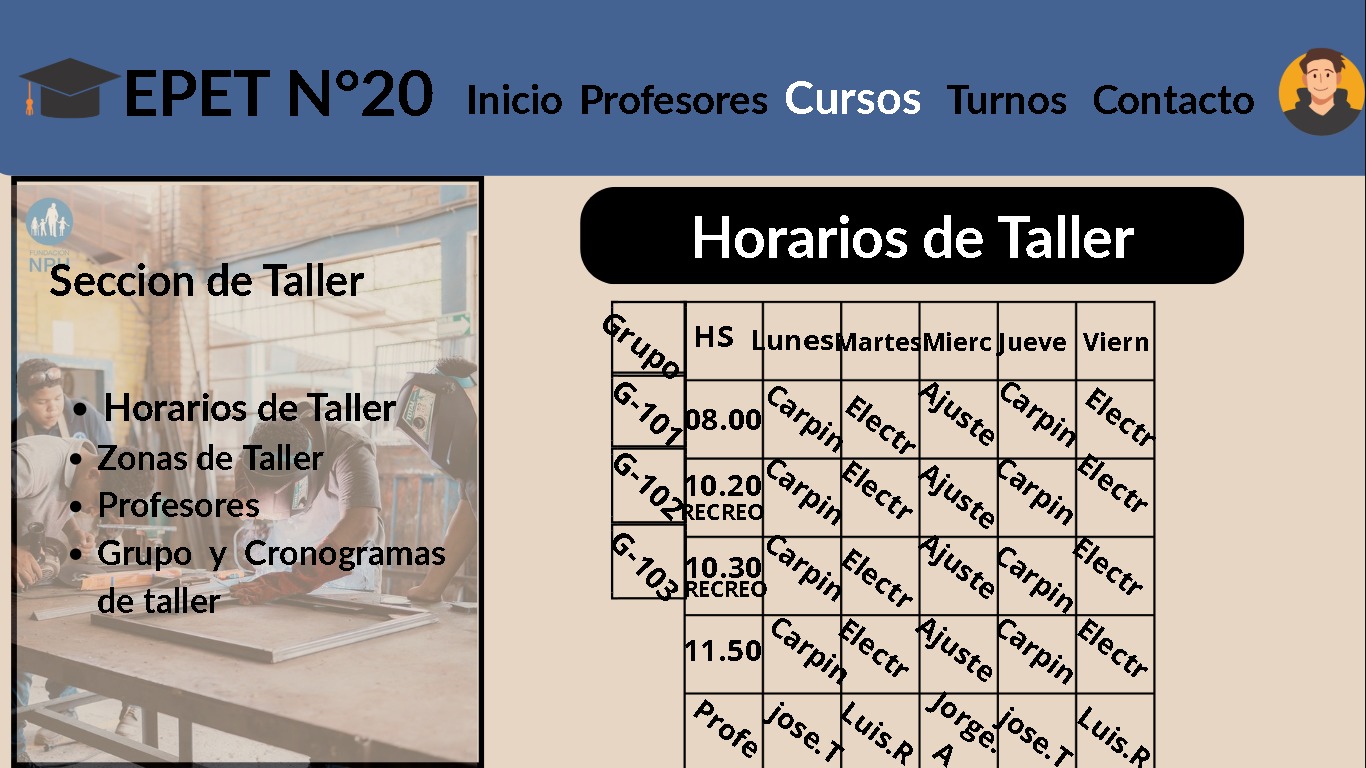 EPET N°20 Inicio Profesores Cursos Turnos Contacto
FUNDACIÓN
NPH
Seccion de Taller
Horarios de Taller
Zonas de Taller
Profesores
Grupo y Cronogramas
de taller
Horarios de Taller
Grupo HS Lunes Martes Mierc Jueve Viern
G-101 08.00 Carpin Electr Ajuste Carpin Electr
G-102 10.20 RECREO Carpin Electr Ajuste Carpin Electr
G-103 10.30 RECREO Carpin Electr Ajuste Carpin Electr
11.50 Carpin Electr Ajuste Carpin Electr
Profe jose.T Luis.R Jorge.A jose.T Luis.R